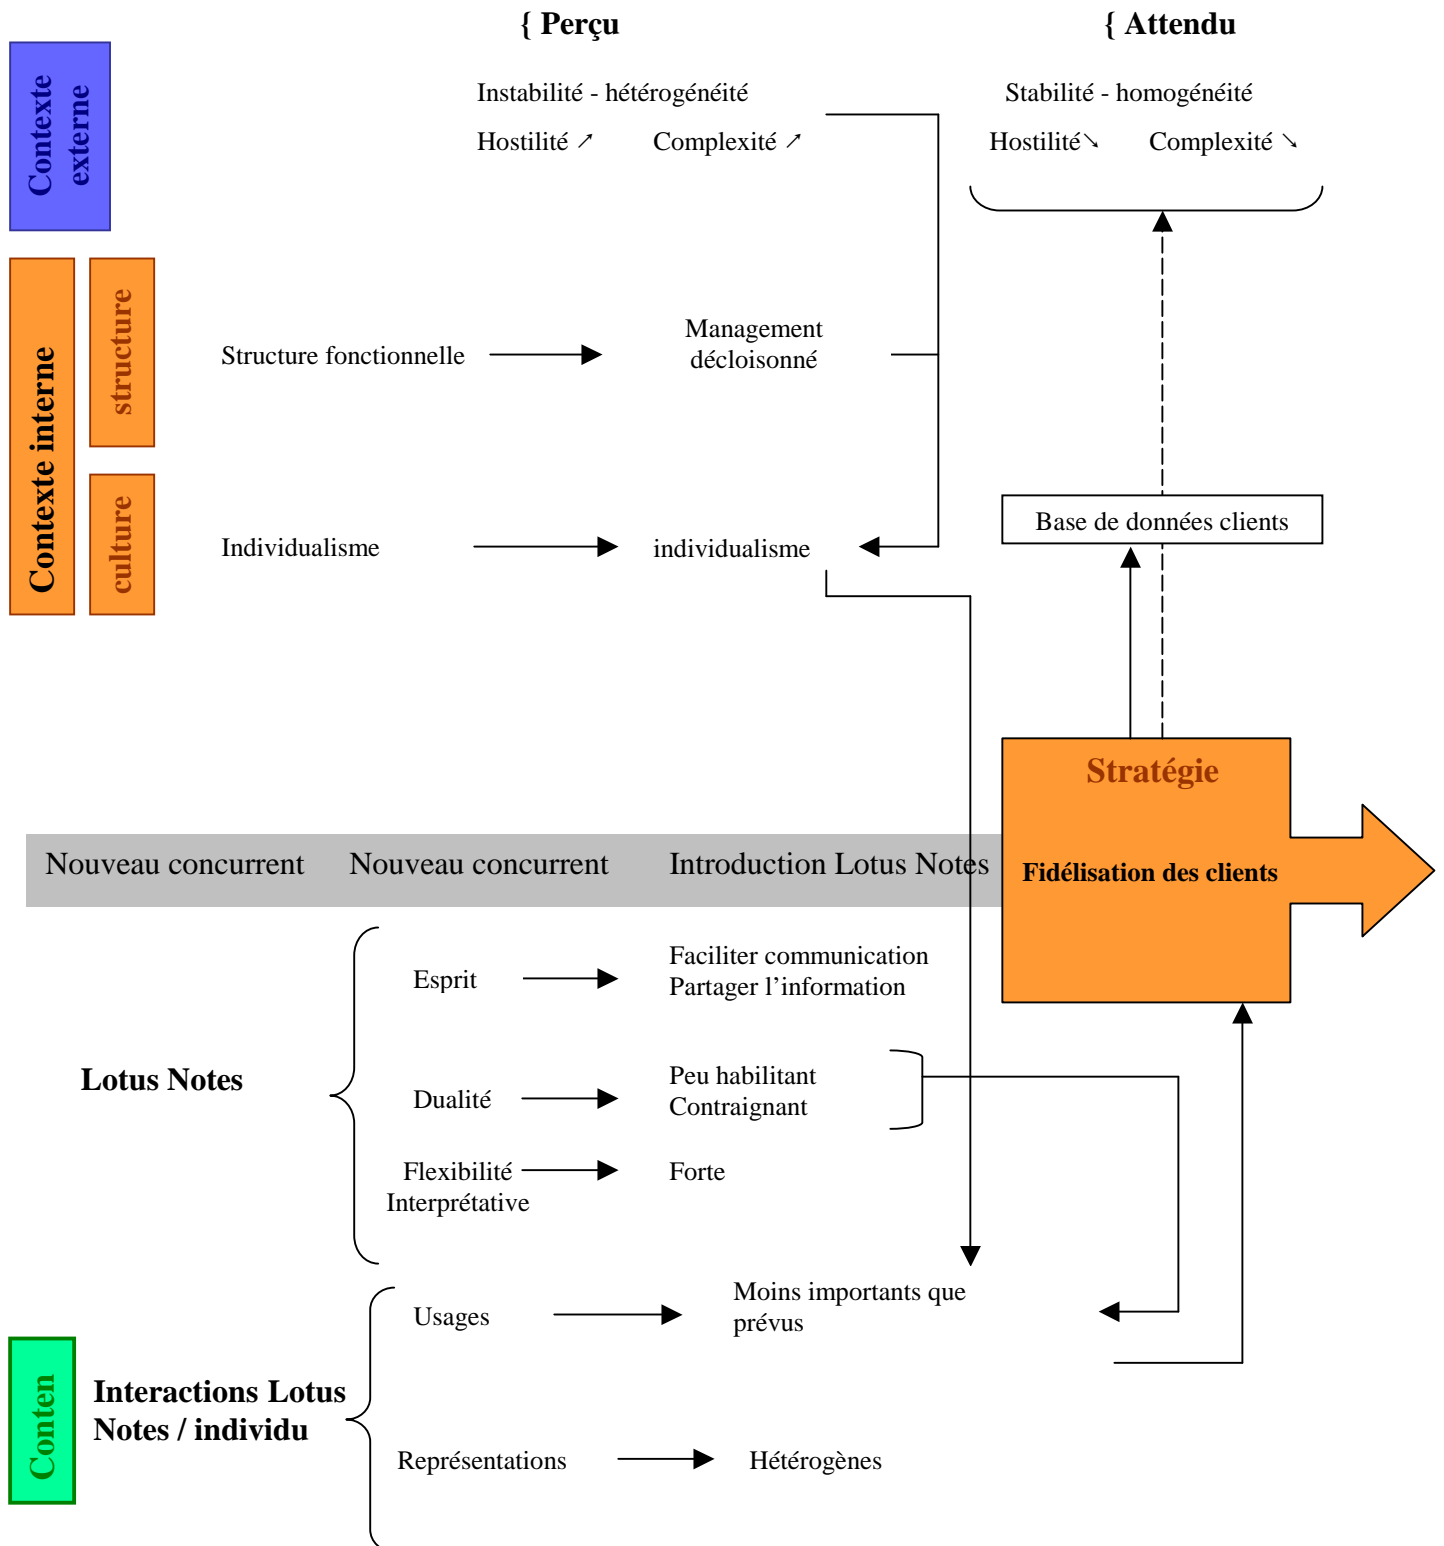 { Perçu
{ Attendu
Contexte
externe
Instabilité - hétérogénéité
Stabilité - homogénéité
Hostilité ↗ Complexité ↗
Hostilité↘ Complexité ↘
Contexte interne
structure
Structure fonctionnelle
Management
décloisonné
culture
Individualisme
individualisme
Base de données clients
Stratégie
Nouveau concurrent
Nouveau concurrent
Introduction Lotus Notes
Fidélisation des clients
Lotus Notes
Esprit
Faciliter communication
Partager l’information
Dualité
Peu habilitant
Contraignant
Flexibilité
Interprétative
Forte
Conten
Interactions Lotus
Notes / individu
Usages
Moins importants que
prévus
Représentations
Hétérogènes